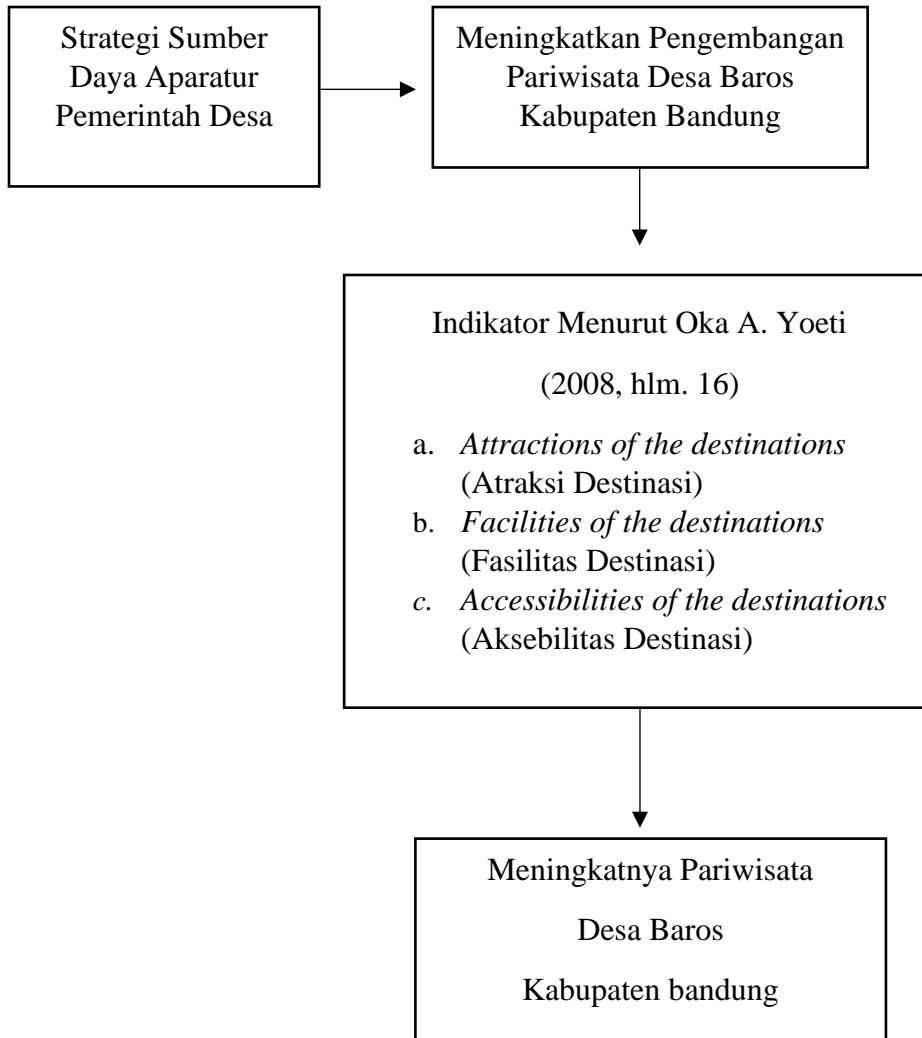 Strategi Sumber
Daya Aparatur
Pemerintah Desa
Meningkatkan Pengembangan
Pariwisata Desa Baros
Kabupaten Bandung
Indikator Menurut Oka A. Yoeti
(2008, hlm. 16)
a. Attractions of the destinations
(Atraksi Destinasi)
b. Facilities of the destinations
(Fasilitas Destinasi)
c. Accessibilities of the destinations
(Aksebilitas Destinasi)
Meningkatnya Pariwisata
Desa Baros
Kabupaten bandung